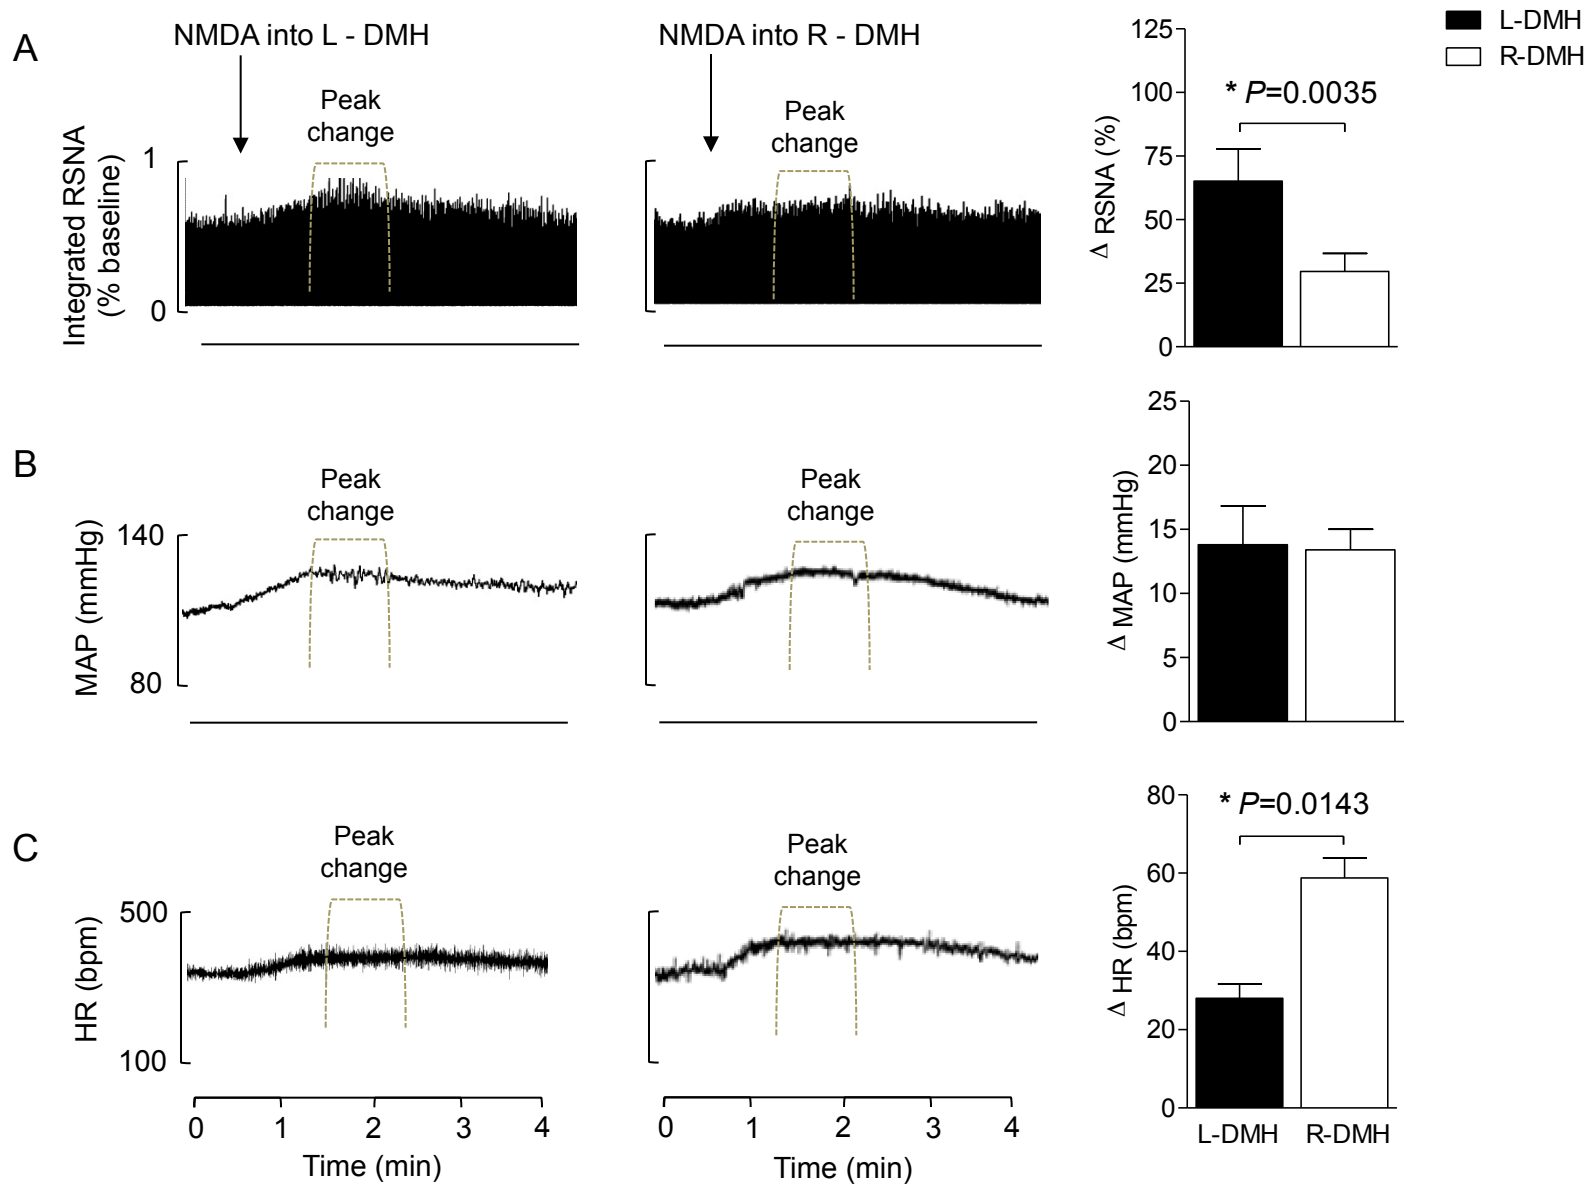 A
NMDA into L - DMH
NMDA into R - DMH
L-DMH
R-DMH
Peak
change
Peak
change
Integrated RSNA
(% baseline)
1
0
Δ RSNA (%)
125
100
75
50
25
0
* P=0.0035
B
Peak
change
Peak
change
MAP (mmHg)
140
80
Δ MAP (mmHg)
25
20
15
10
5
0
C
Peak
change
Peak
change
HR (bpm)
500
100
0 1 2 3 4
Time (min)
0 1 2 3 4
Time (min)
Δ HR (bpm)
80
60
40
20
0
* P=0.0143
L-DMH R-DMH